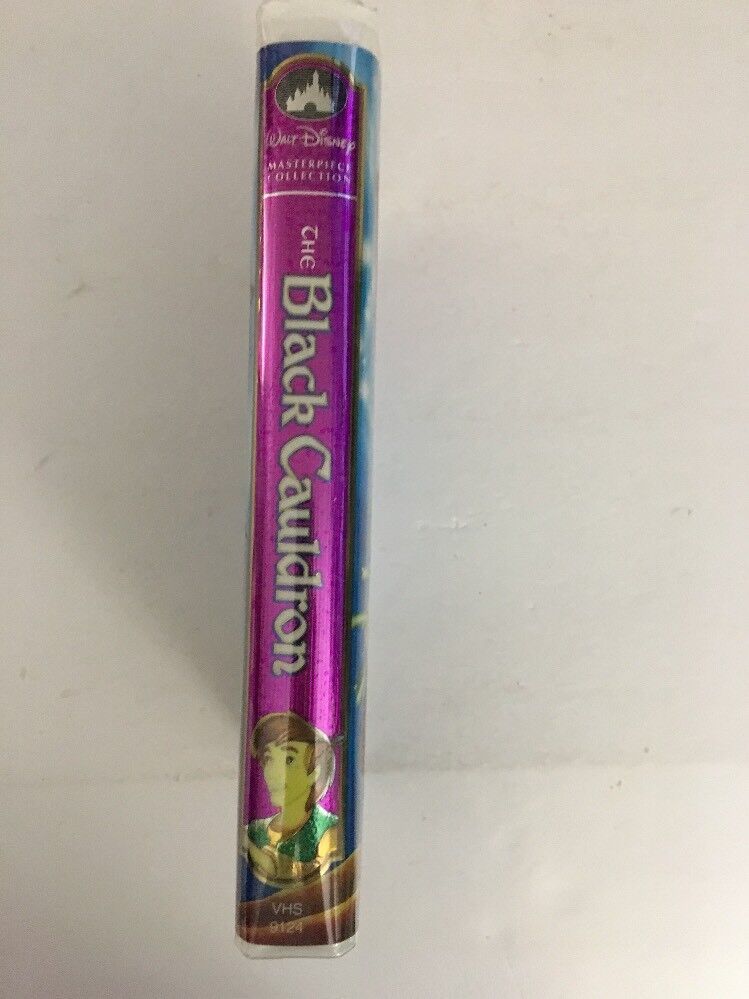 WALT DISNEY
MASTERPIECE
COLLECTION
THE Black Cauldron
VHS
9124